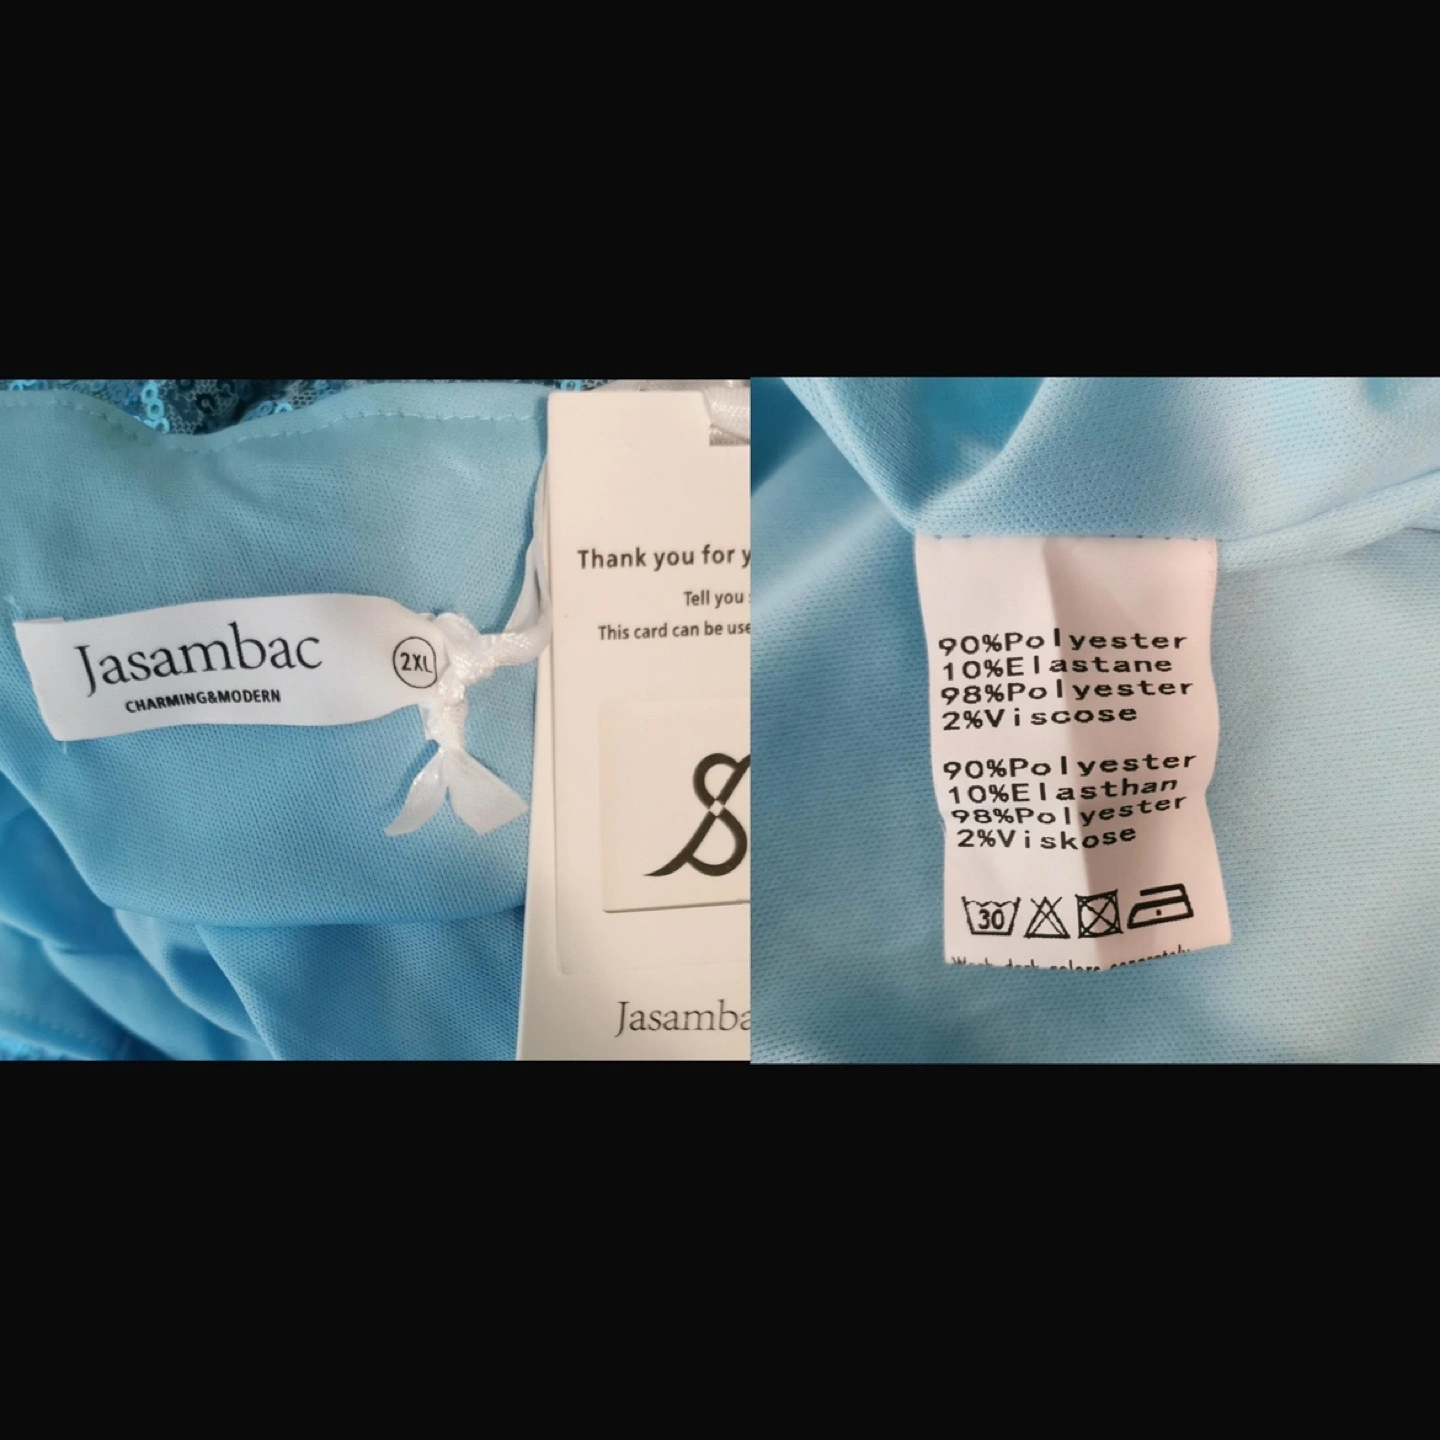 Jasambac
2XL
CHARMING&MODERN
Thank you for
Tell you
This card can be use
Jasamba
90%Polyester
10%Elastane
98%Polyester
2%Viscose
90%Polyester
10%Elasthan
98%Polyester
2%Viskose
30